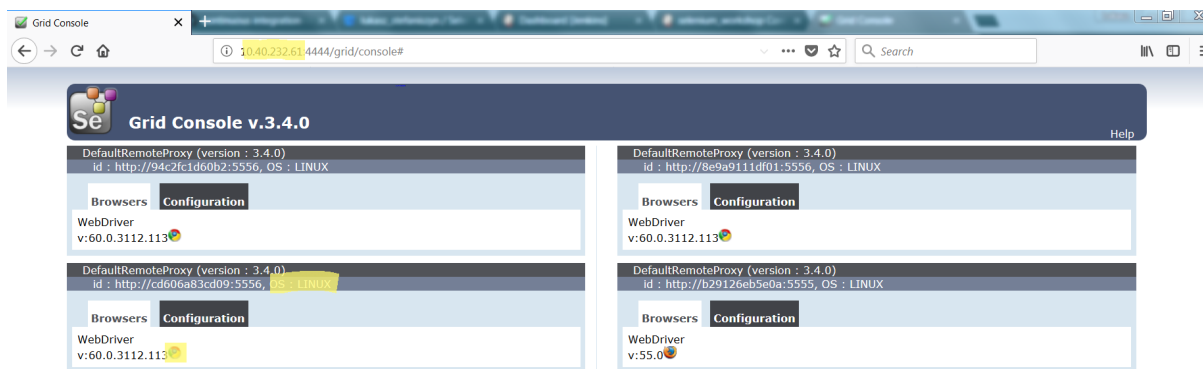 Grid Console
10.40.232.61:4444/grid/console#
Search
Se
Grid Console v.3.4.0
Help
DefaultRemoteProxy (version : 3.4.0)
id : http://94c2fc1d60b2:5556, OS : LINUX
Browsers Configuration
WebDriver
v:60.0.3112.113
DefaultRemoteProxy (version : 3.4.0)
id : http://8e9a9111df01:5556, OS : LINUX
Browsers Configuration
WebDriver
v:60.0.3112.113
DefaultRemoteProxy (version : 3.4.0)
id : http://cd606a83cd09:5556, OS : LINUX
Browsers Configuration
WebDriver
v:60.0.3112.113
DefaultRemoteProxy (version : 3.4.0)
id : http://b29126eb5e0a:5555, OS : LINUX
Browsers Configuration
WebDriver
v:55.0